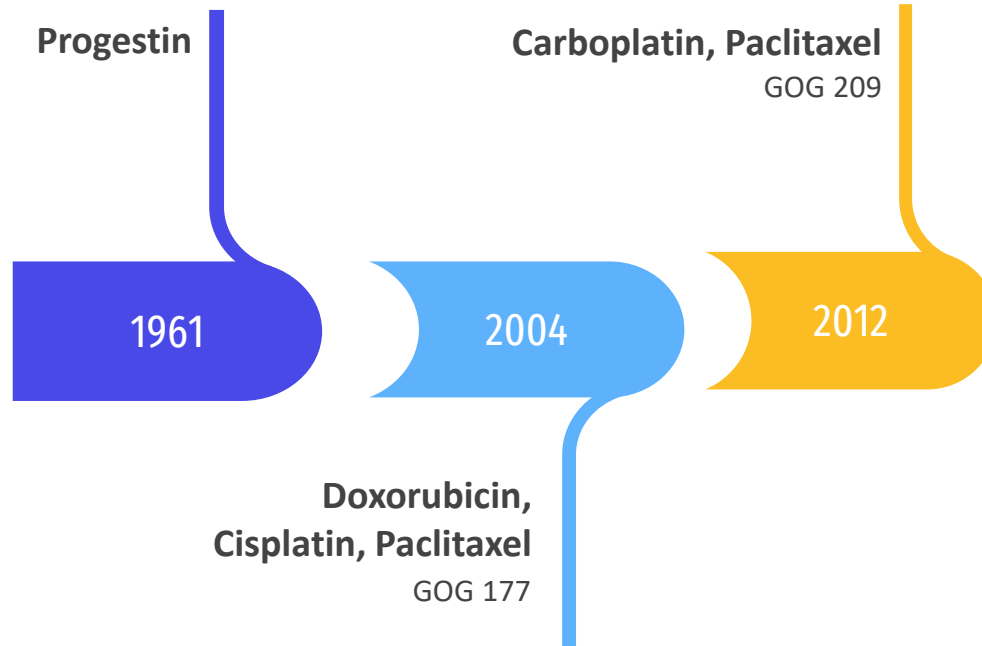 Progestin
Carboplatin, Paclitaxel
GOG 209
1961
2004
2012
Doxorubicin,
Cisplatin, Paclitaxel
GOG 177